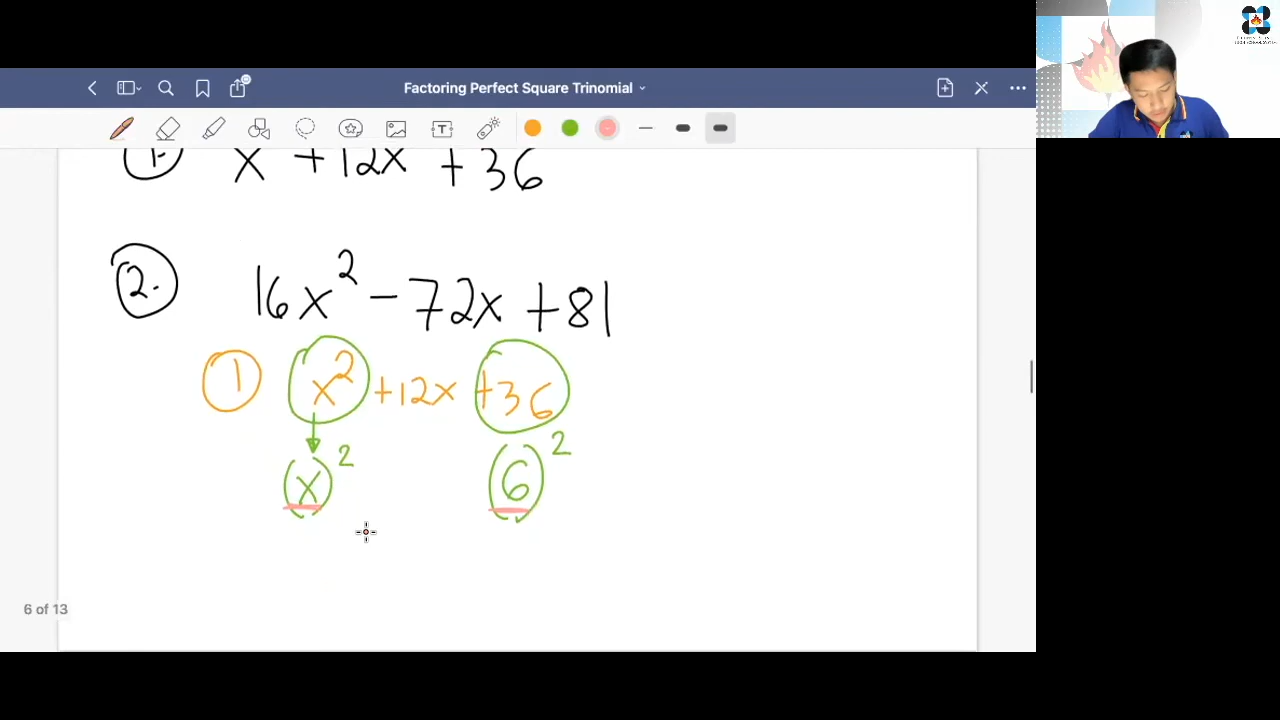 Factoring Perfect Square Trinomial
T
1. x + 12x + 36
2. 16x² - 72x + 81
1 x² + 12x + 36
(x)² (6)²
6 of 13